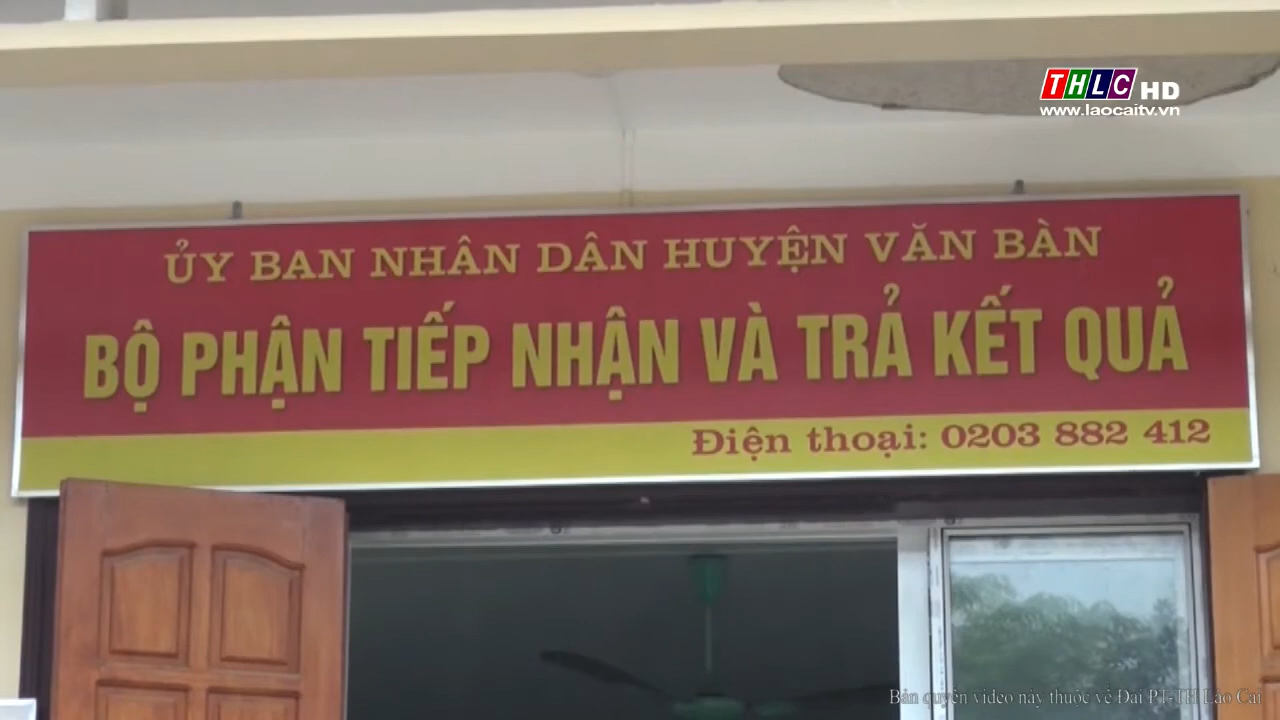 THLC HD
www.laocaitv.vn
ỦY BAN NHÂN DÂN HUYỆN VĂN BÀN
BỘ PHẬN TIẾP NHẬN VÀ TRẢ KẾT QUẢ
Điện thoại: 0203 882 412
Bản quyền video này thuộc về Đài PT-TH Lào Cai